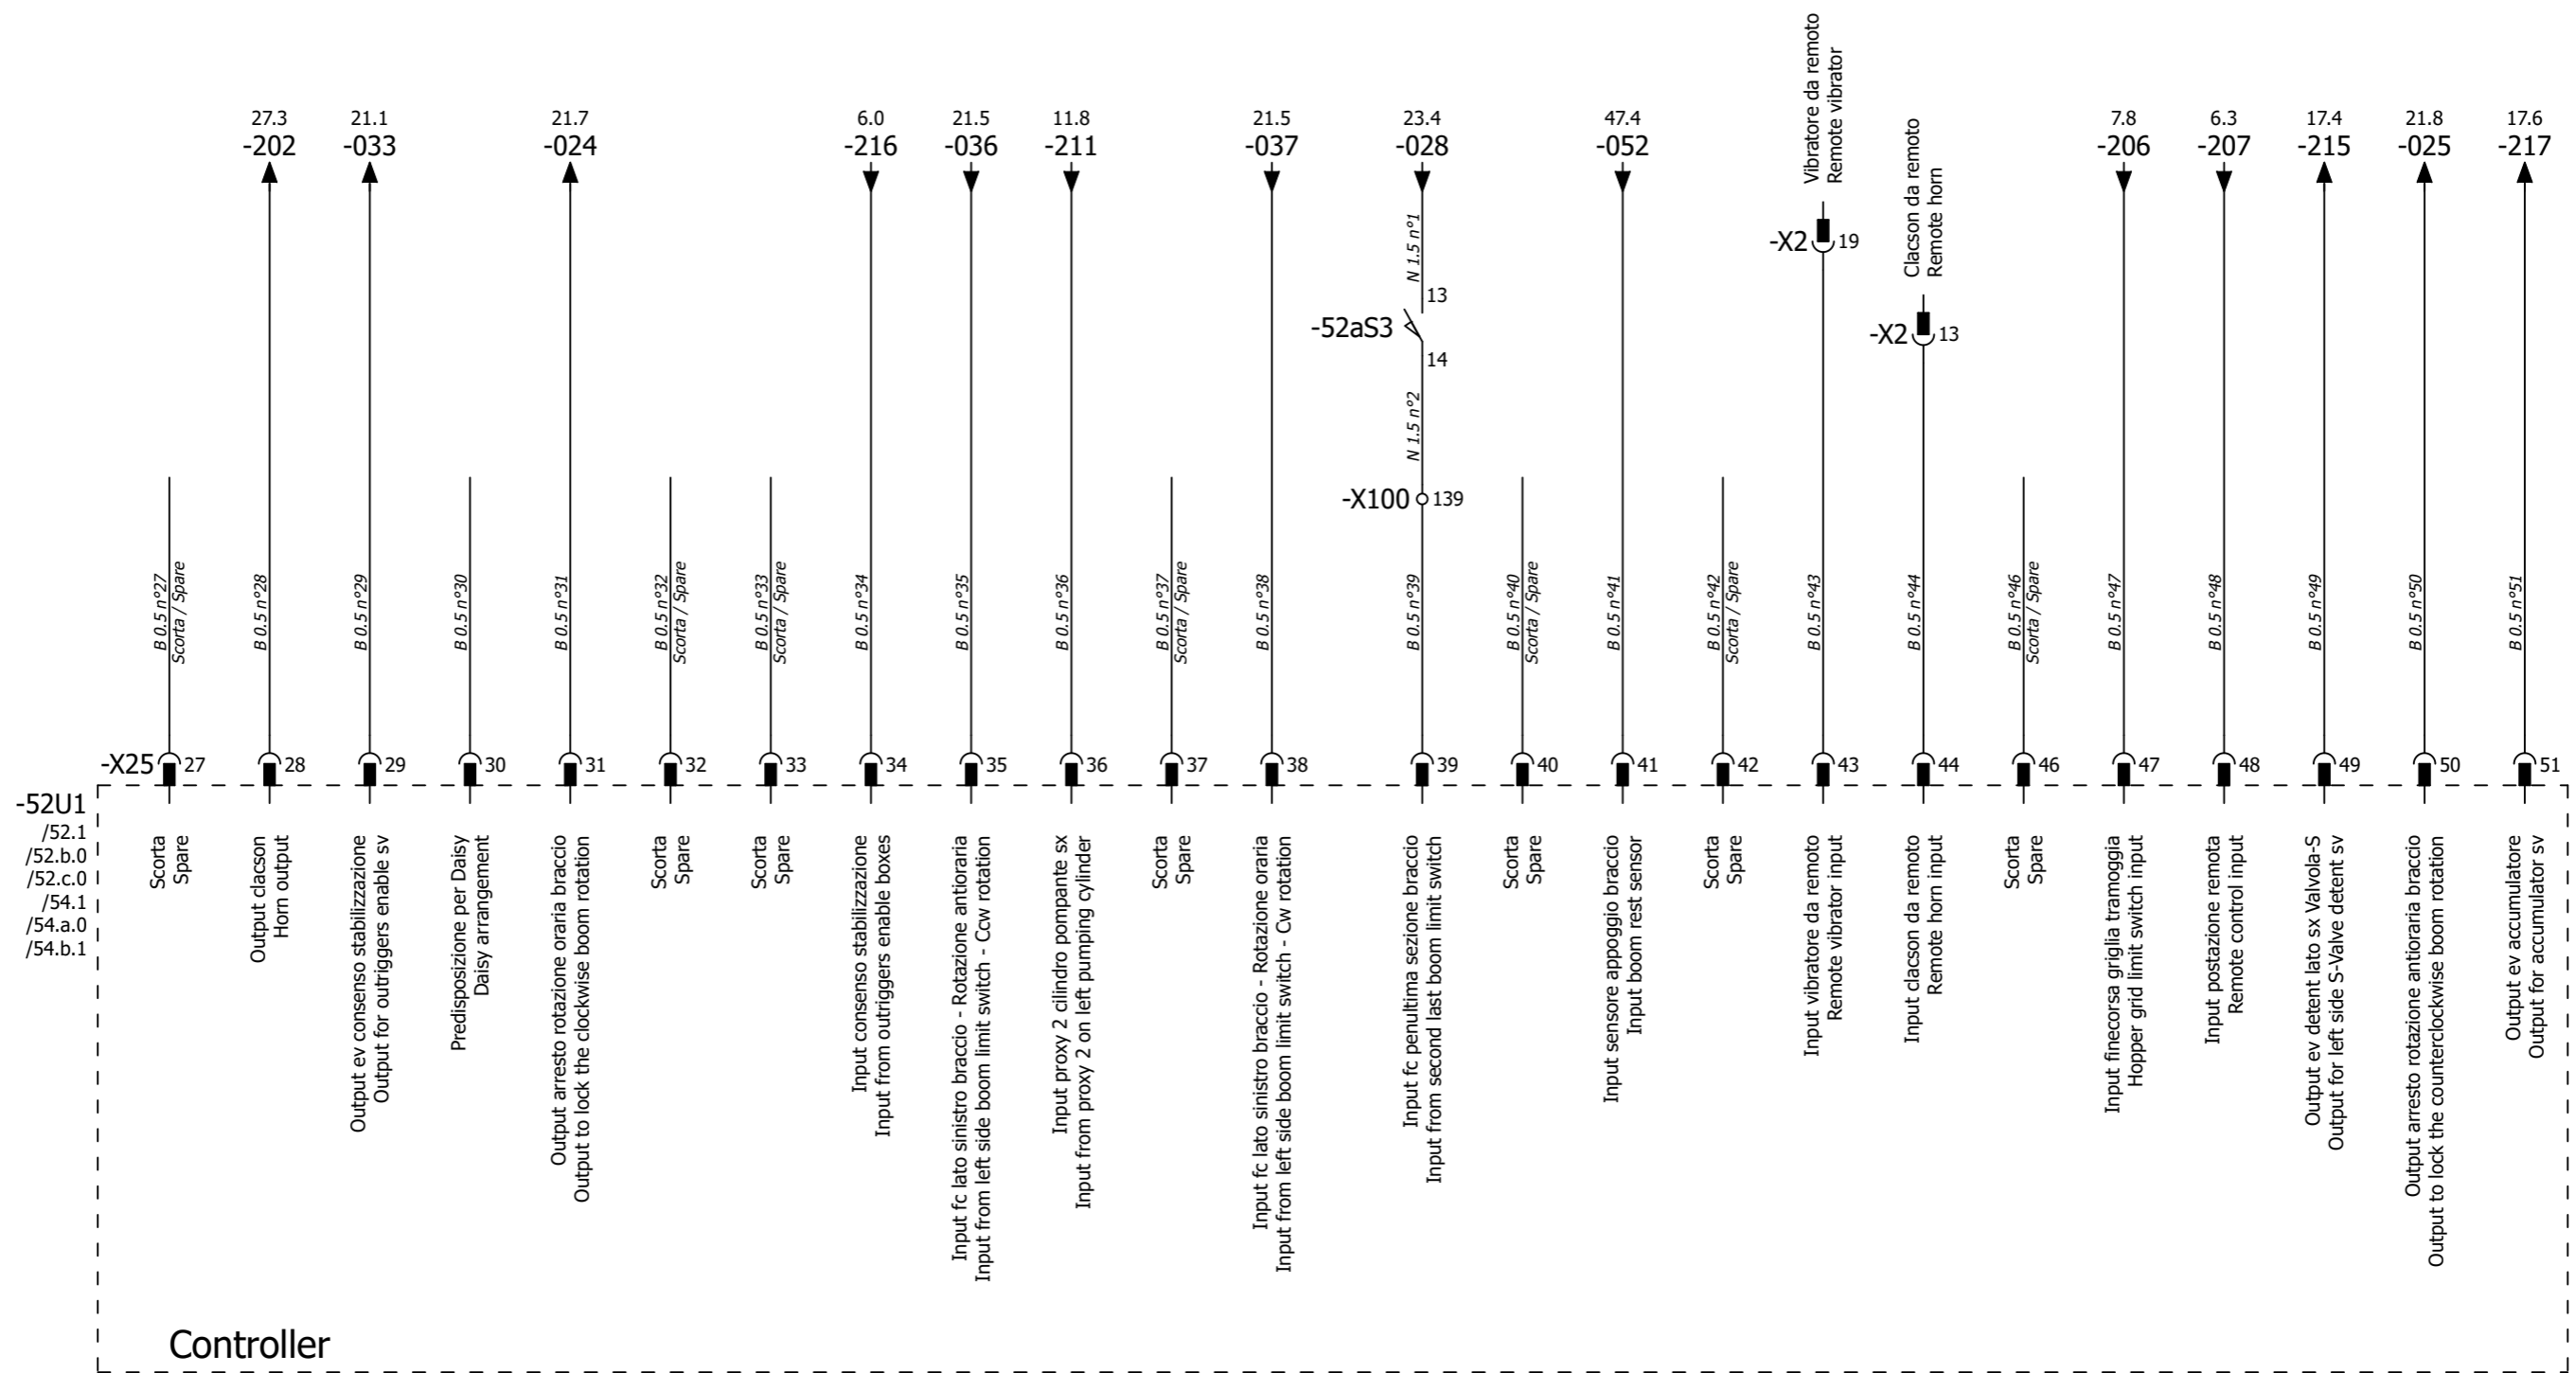 Vibratore da remoto
Remote vibrator
Clacson da remoto
Remote horn
27.3
-202
21.1
-033
21.7
-024
6.0
-216
21.5
-036
11.8
-211
21.5
-037
23.4
-028
47.4
-052
7.8
-206
6.3
-207
17.4
-215
21.8
-025
17.6
-217
-X2 19
-X2 13
N 1.5 n°1
13
-52aS3
14
N 1.5 n°2
-X100 139
B 0.5 n°27
Scorta / Spare
B 0.5 n°28
B 0.5 n°29
B 0.5 n°30
B 0.5 n°31
B 0.5 n°32
Scorta / Spare
B 0.5 n°33
Scorta / Spare
B 0.5 n°34
B 0.5 n°35
B 0.5 n°36
B 0.5 n°37
Scorta / Spare
B 0.5 n°38
B 0.5 n°39
B 0.5 n°40
Scorta / Spare
B 0.5 n°41
B 0.5 n°42
Scorta / Spare
B 0.5 n°43
B 0.5 n°44
B 0.5 n°46
Scorta / Spare
B 0.5 n°47
B 0.5 n°48
B 0.5 n°49
B 0.5 n°50
B 0.5 n°51
-X25 27 28 29 30 31 32 33 34 35 36 37 38 39 40 41 42 43 44 46 47 48 49 50 51
-52U1
/52.1
/52.b.0
/52.c.0
/54.1
/54.a.0
/54.b.1
Scorta
Spare
Output clacson
Horn output
Output ev consenso stabilizzazione
Output for outriggers enable sv
Predisposizione per Daisy
Daisy arrangement
Output arresto rotazione oraria braccio
Output to lock the clockwise boom rotation
Scorta
Spare
Scorta
Spare
Input consenso stabilizzazione
Input from outriggers enable boxes
Input fc lato sinistro braccio - Rotazione antioraria
Input from left side boom limit switch - Ccw rotation
Input proxy 2 cilindro pompante sx
Input from proxy 2 on left pumping cylinder
Scorta
Spare
Input fc lato sinistro braccio - Rotazione oraria
Input from left side boom limit switch - Cw rotation
Input fc penultima sezione braccio
Input from second last boom limit switch
Scorta
Spare
Input sensore appoggio braccio
Input boom rest sensor
Scorta
Spare
Input vibratore da remoto
Remote vibrator input
Input clacson da remoto
Remote horn input
Scorta
Spare
Input finecorsa griglia tramoggia
Hopper grid limit switch input
Input postazione remota
Remote control input
Output ev detent lato sx Valvola-S
Output for left side S-Valve detent sv
Output arresto rotazione antioraria braccio
Output to lock the counterclockwise boom rotation
Output ev accumulatore
Output for accumulator sv
Controller